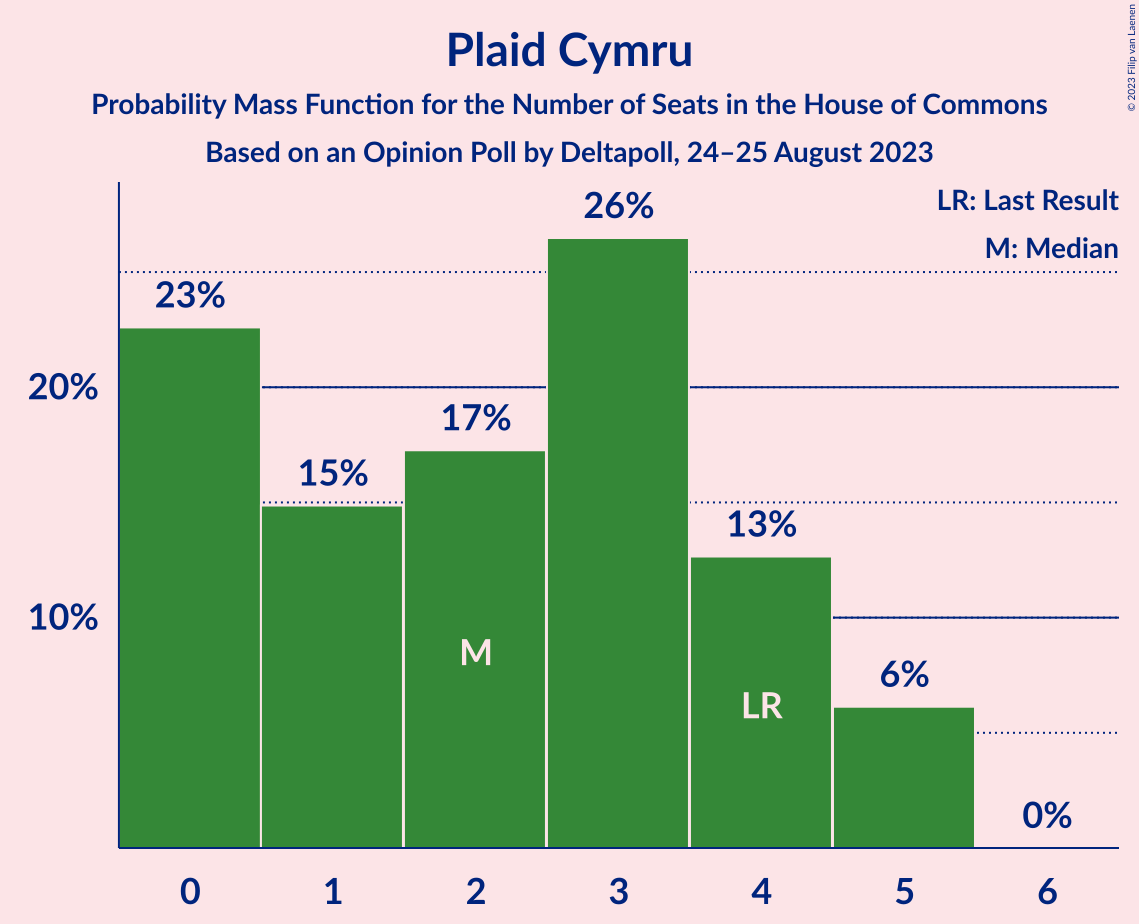 Plaid Cymru
Probability Mass Function for the Number of Seats in the House of Commons
Based on an Opinion Poll by Deltapoll, 24–25 August 2023
© 2023 Filip van Laenen
LR: Last Result
M: Median
26%
23%
20%
17%
15%
13%
10%
M
6%
LR
0%
0 1 2 3 4 5 6